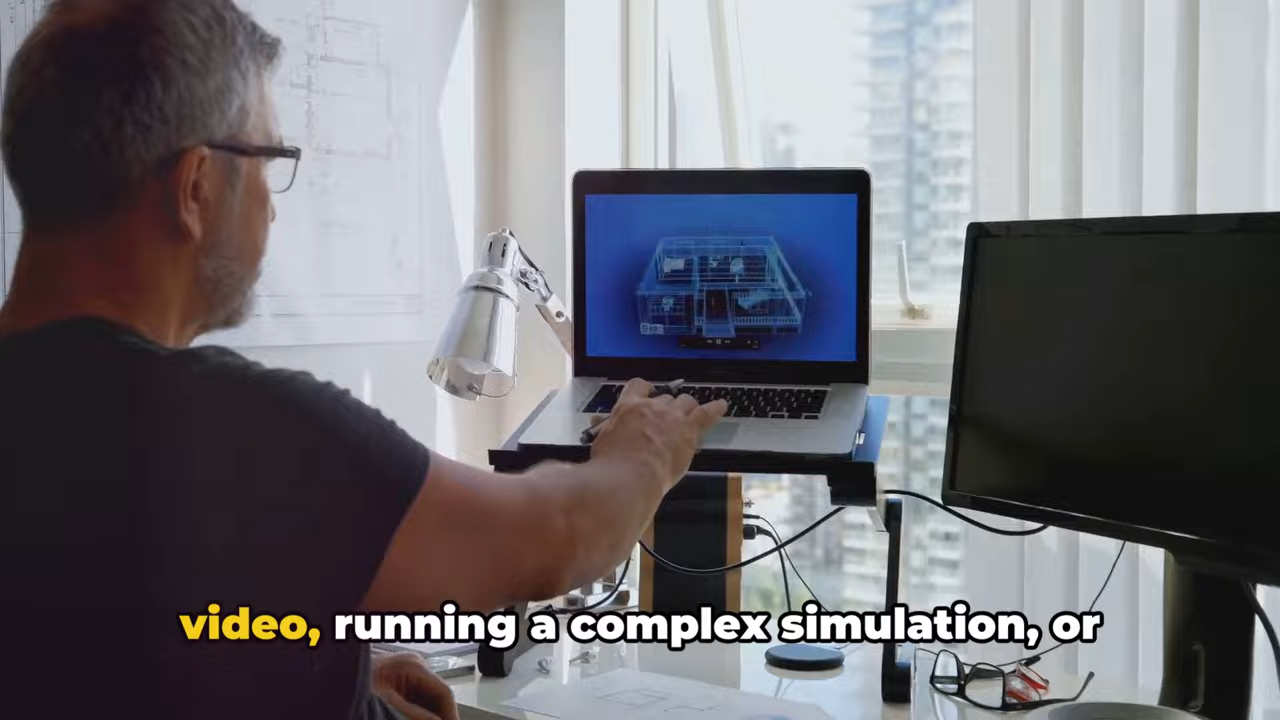 video, running a complex simulation, or